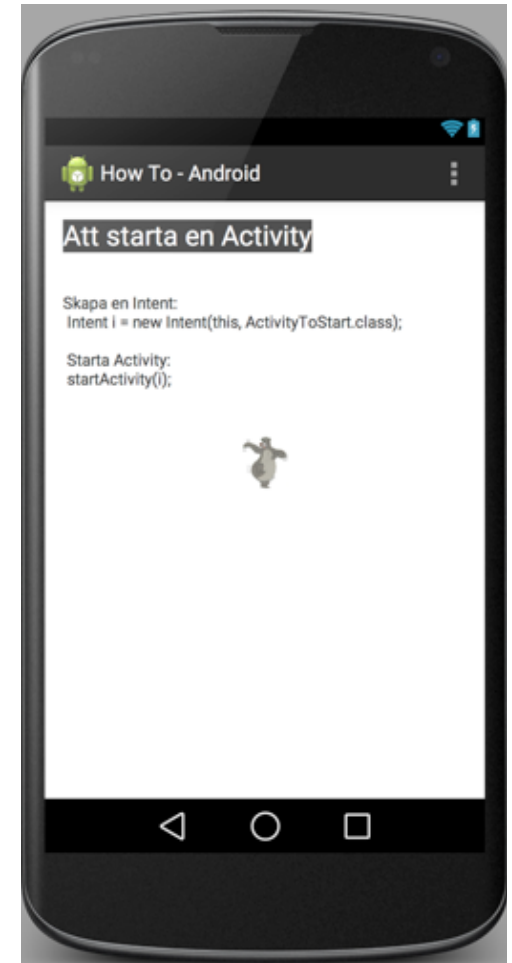 How To - Android
Att starta en Activity
Skapa en Intent:
Intent i = new Intent(this, ActivityToStart.class);
Starta Activity:
startActivity(i);